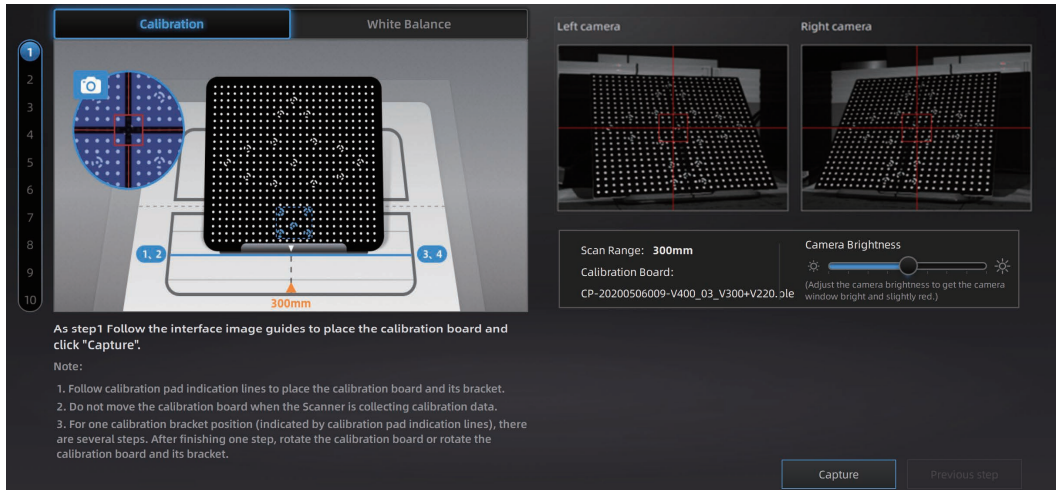 Calibration
White Balance
1
2
3
4
5
6
7
8
9
10
1, 2
3, 4
300mm
As step1 Follow the interface image guides to place the calibration board and
click "Capture".
Note:
1. Follow calibration pad indication lines to place the calibration board and its bracket.
2. Do not move the calibration board when the Scanner is collecting calibration data.
3. For one calibration bracket position (indicated by calibration pad indication lines), there
are several steps. After finishing one step, rotate the calibration board or rotate the
calibration board and its bracket.
Left camera
Right camera
Scan Range: 300mm
Calibration Board:
CP-20200506009-V400_03_V300+V220.ple
Camera Brightness
(Adjust the camera brightness to get the camera
window bright and slightly red.)
Capture
Previous step